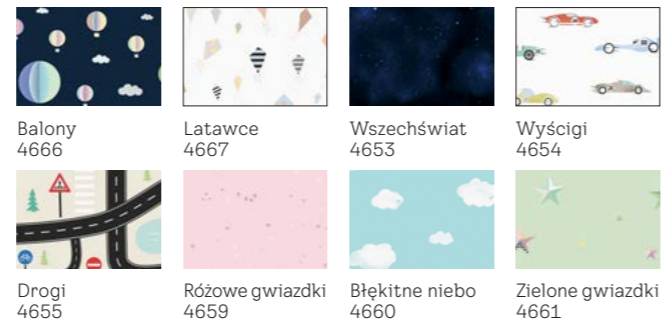 Balony
4666
Latawce
4667
Wszechświat
4653
Wyścigi
4654
Drogi
4655
Różowe gwiazdki
4659
Błękitne niebo
4660
Zielone gwiazdki
4661